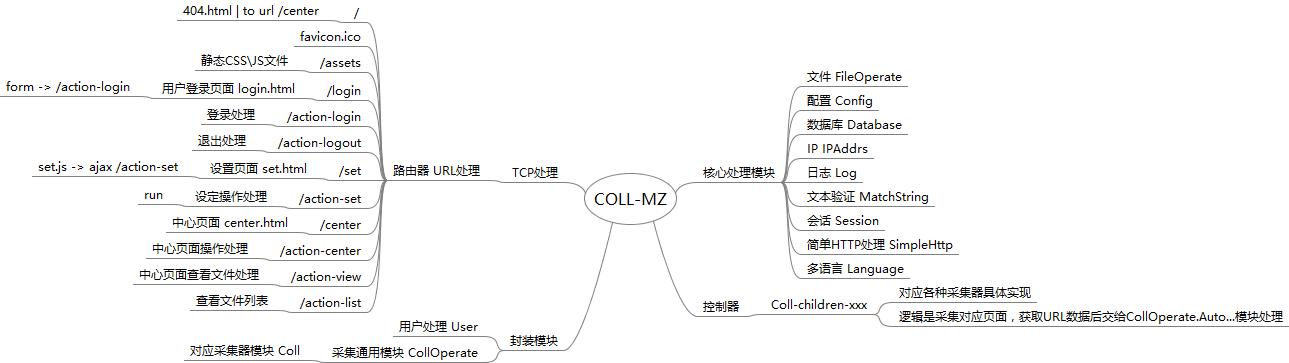 404.html | to url /center
/
favicon.ico
静态CSS\JS文件
/assets
form -> /action-login
用户登录页面 login.html
/login
登录处理
/action-login
退出处理
/action-logout
set.js -> ajax /action-set
设置页面 set.html
/set
run
设定操作处理
/action-set
中心页面 center.html
/center
中心页面操作处理
/action-center
中心页面查看文件处理
/action-view
查看文件列表
/action-list
路由器 URL处理
TCP处理
用户处理 User
对应采集器模块 Coll
采集通用模块 CollOperate
封装模块
COLL-MZ
核心处理模块
文件 FileOperate
配置 Config
数据库 Database
IP IPAddrs
日志 Log
文本验证 MatchString
会话 Session
简单HTTP处理 SimpleHttp
多语言 Language
控制器
Coll-children-xxx
对应各种采集器具体实现
逻辑是采集对应页面，获取URL数据后交给CollOperate.Auto...模块处理